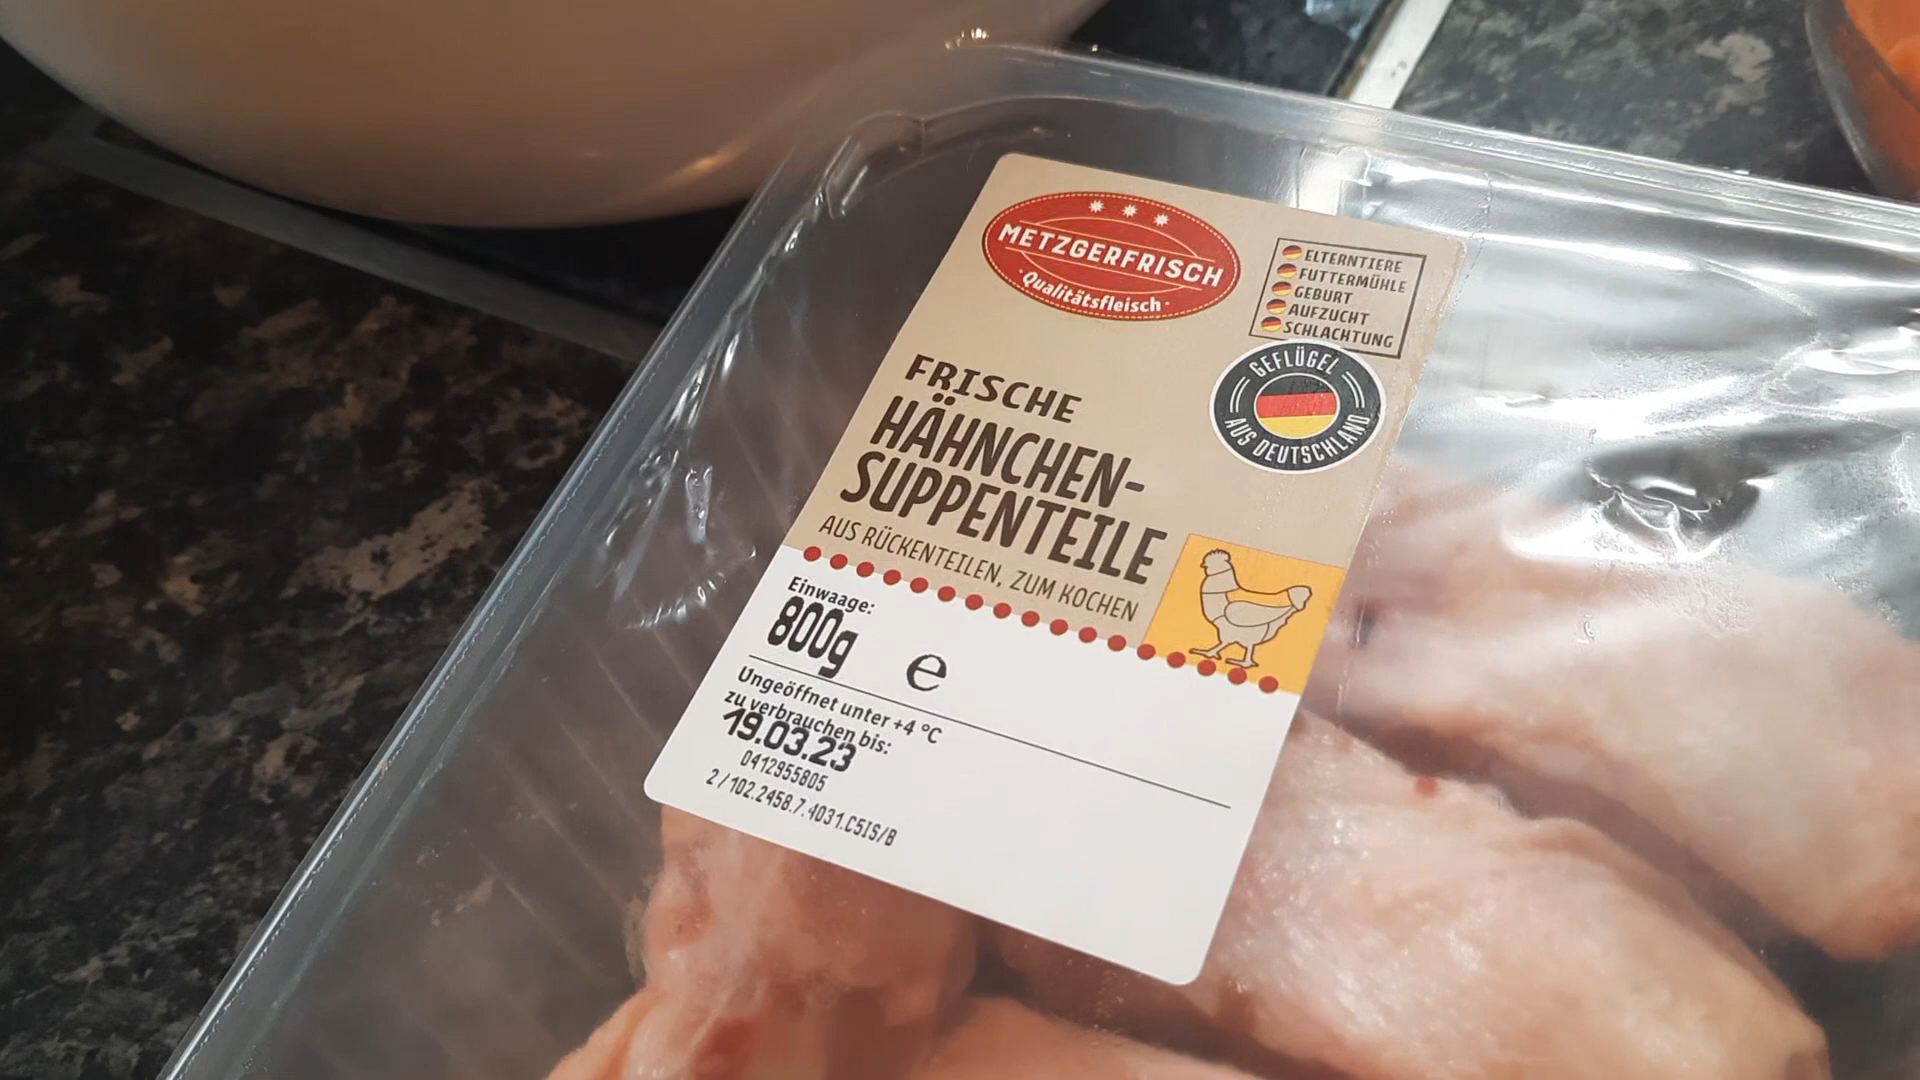 METZGERFRISCH
Qualitätsfleisch
ELTERNTIERE
FUTTERMÜHLE
GEBURT
AUFZUCHT
SCHLACHTUNG
GEFLÜGEL
AUS DEUTSCHLAND
FRISCHE
HÄHNCHEN-
SUPPENTEILE
AUS RÜCKENTEILEN, ZUM KOCHEN
Einwaage:
800g e
Ungeöffnet unter +4 °C
zu verbrauchen bis:
19.03.23
0412955805
2/102.2458.7.4031.C5IS/B